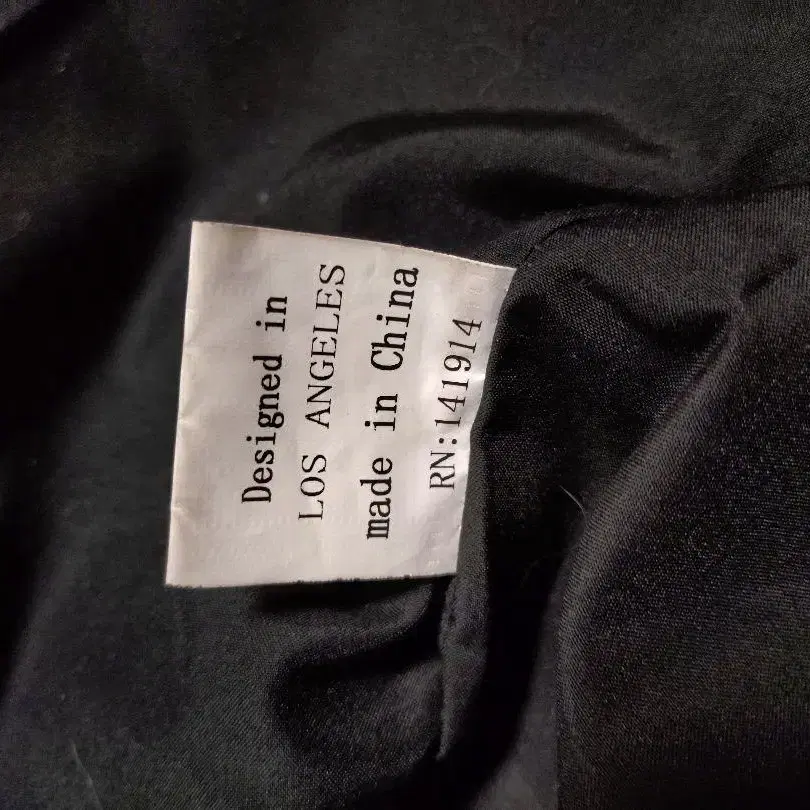 Designed in
LOS ANGELES
made in China
RN:141914